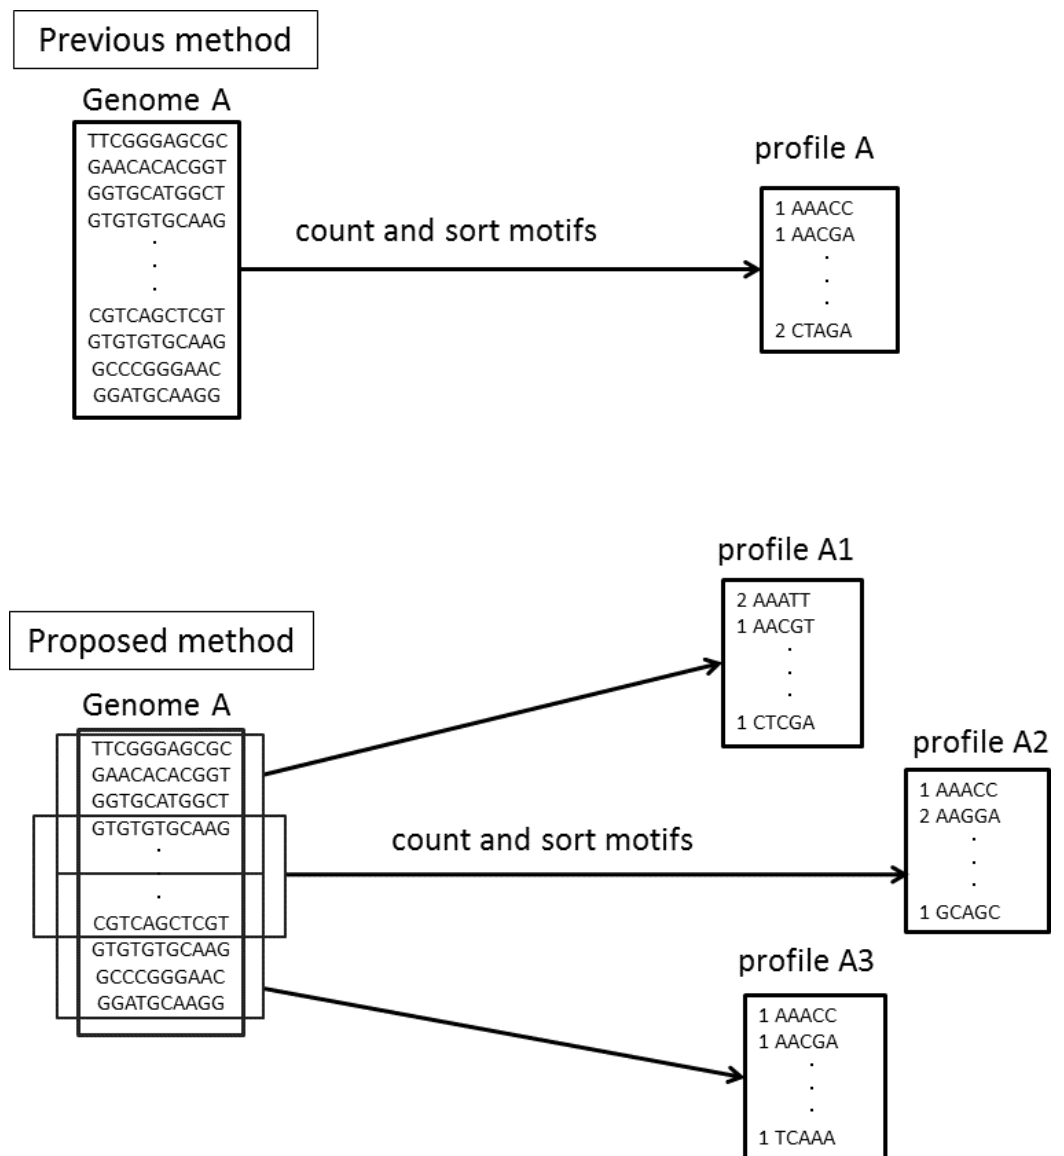 Previous method
Genome A
TTCGGGAGCGC
GAACACACGGT
GGTGCATGGCT
GTGTGTGCAAG
.
.
.
CGTCAGCTCGT
GTGTGTGCAAG
GCCCGGGAAC
GGATGCAAGG
count and sort motifs
profile A
1 AAACC
1 AACGA
.
.
.
2 CTAGA
Proposed method
Genome A
TTCGGGAGCGC
GAACACACGGT
GGTGCATGGCT
GTGTGTGCAAG
.
.
.
CGTCAGCTCGT
GTGTGTGCAAG
GCCCGGGAAC
GGATGCAAGG
count and sort motifs
profile A1
2 AAATT
1 AACGT
.
.
.
1 CTCGA
profile A2
1 AAACC
2 AAGGA
.
.
.
1 GCAGC
profile A3
1 AAACC
1 AACGA
.
.
.
1 TCAAA